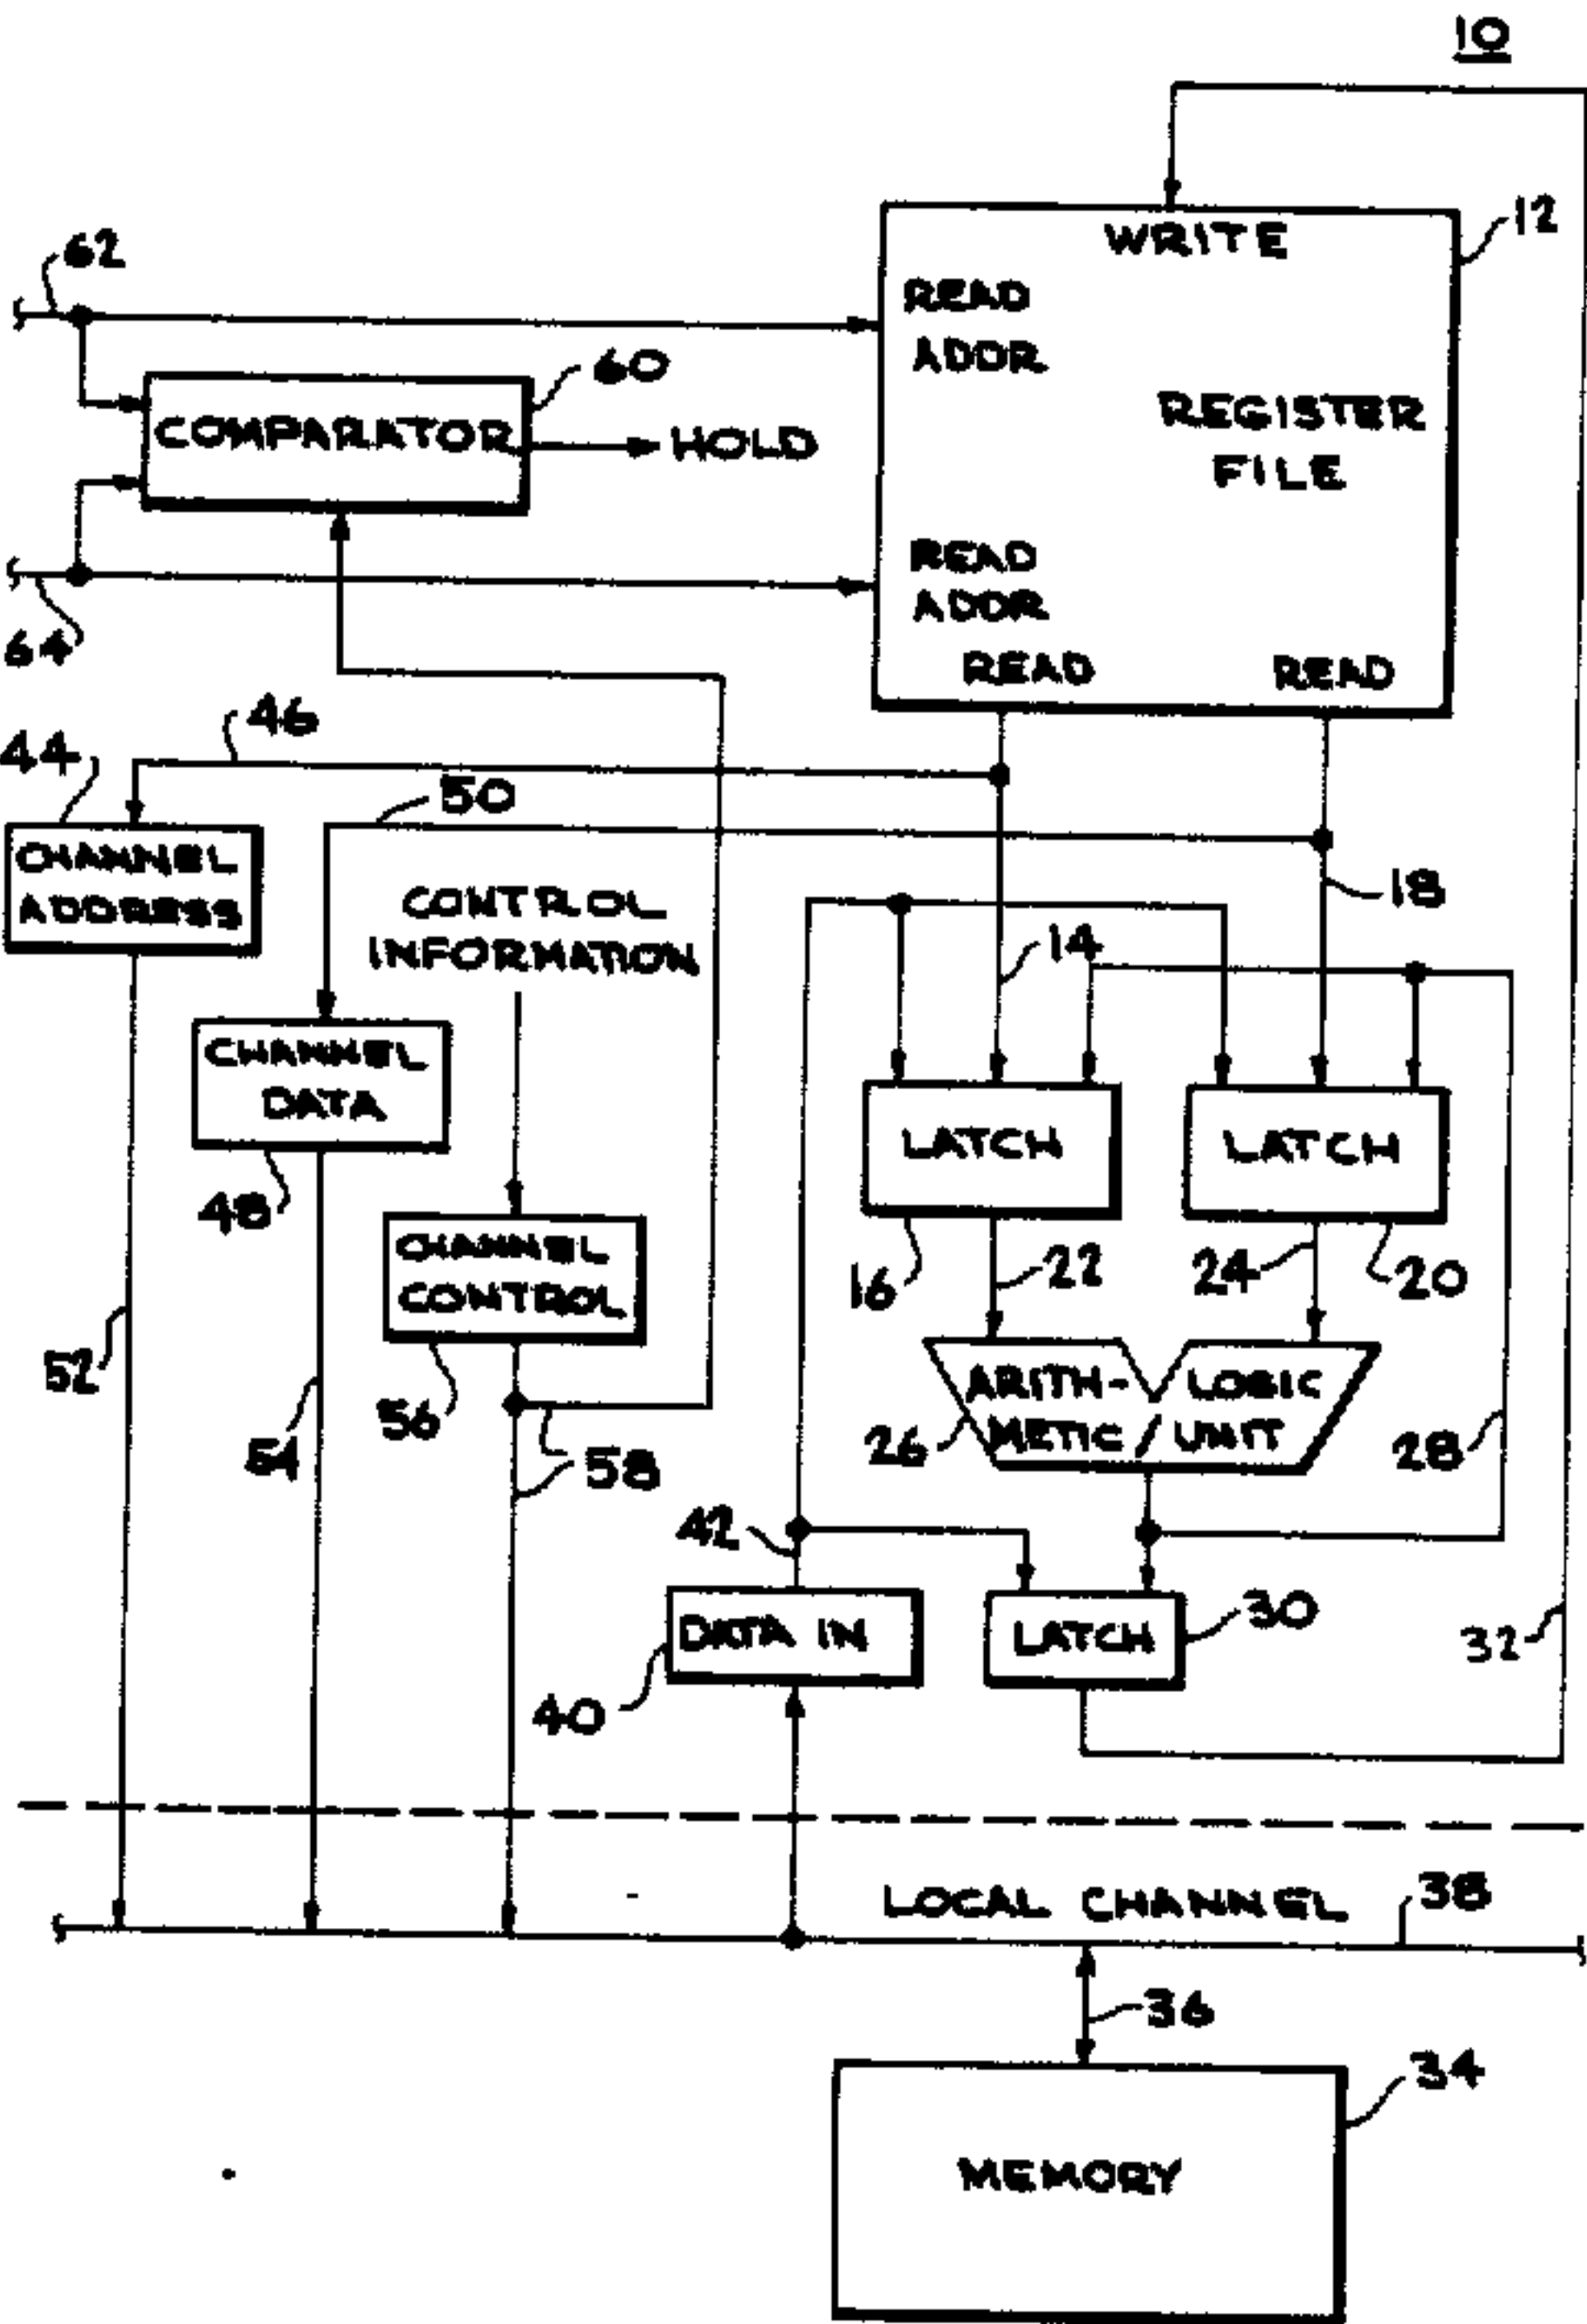 10
WRITE
12
62
READ
ADDR
60
COMPARATOR
HOLD
REGISTER
FILE
READ
ADDR
64
READ
READ
46
44
50
CHANNEL
ADDRESS
18
CONTROL
INFORMATION
14
CHANNEL
DATA
LATCH
LATCH
48
CHANNEL
CONTROL
16
22
24
20
52
54
56
58
ARITH-
METIC
LOGIC
UNIT
26
28
42
DATA IN
LATCH
30
32
40
LOCAL CHANNEL
38
36
34
MEMORY